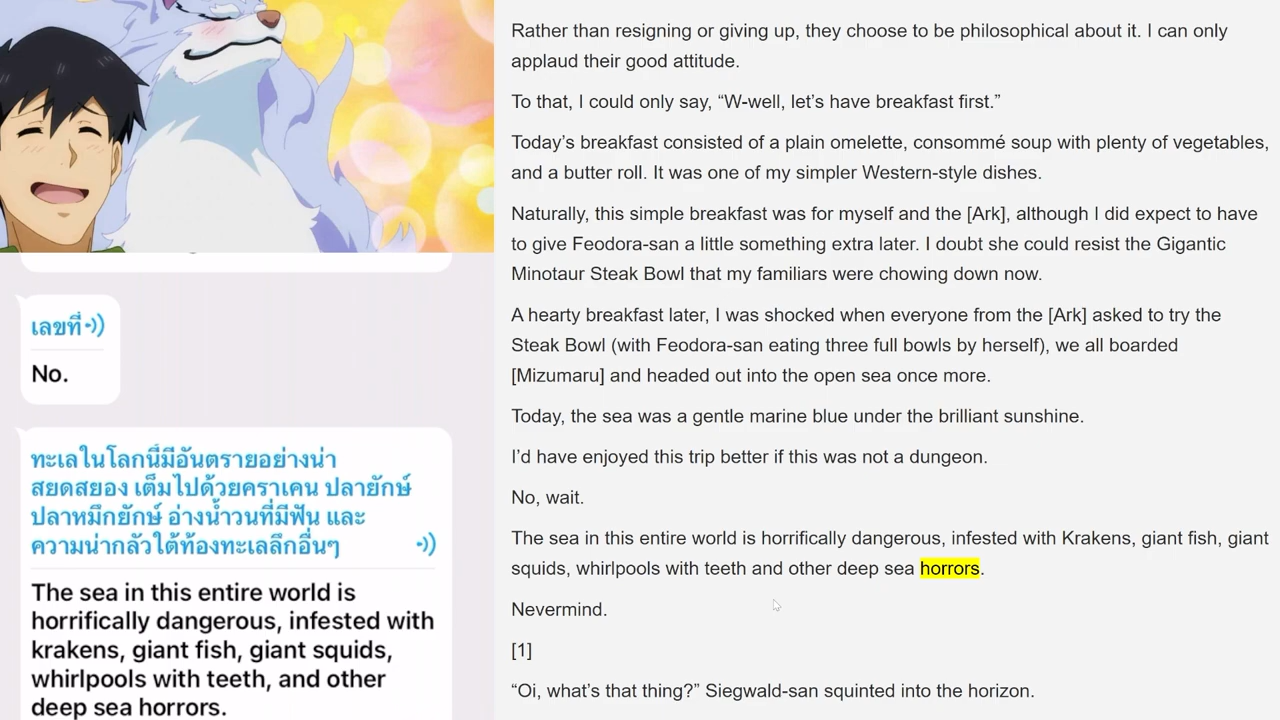 เลขที่
No.
ทะเลในโลกนี้มีอันตรายอย่างน่า
สยดสยอง เต็มไปด้วยคราเคน ปลายักษ์
ปลาหมึกยักษ์ อ่างน้ำวนที่มีฟัน และ
ความน่ากลัวใต้ท้องทะเลลึกอื่นๆ
The sea in this entire world is
horrifically dangerous, infested with
krakens, giant fish, giant squids,
whirlpools with teeth, and other
deep sea horrors.
Rather than resigning or giving up, they choose to be philosophical about it. I can only
applaud their good attitude.
To that, I could only say, “W-well, let’s have breakfast first.”
Today’s breakfast consisted of a plain omelette, consommé soup with plenty of vegetables,
and a butter roll. It was one of my simpler Western-style dishes.
Naturally, this simple breakfast was for myself and the [Ark], although I did expect to have
to give Feodora-san a little something extra later. I doubt she could resist the Gigantic
Minotaur Steak Bowl that my familiars were chowing down now.
A hearty breakfast later, I was shocked when everyone from the [Ark] asked to try the
Steak Bowl (with Feodora-san eating three full bowls by herself), we all boarded
[Mizumaru] and headed out into the open sea once more.
Today, the sea was a gentle marine blue under the brilliant sunshine.
I’d have enjoyed this trip better if this was not a dungeon.
No, wait.
The sea in this entire world is horrifically dangerous, infested with Krakens, giant fish, giant
squids, whirlpools with teeth and other deep sea horrors.
Nevermind.
[1]
“Oi, what’s that thing?” Siegwald-san squinted into the horizon.